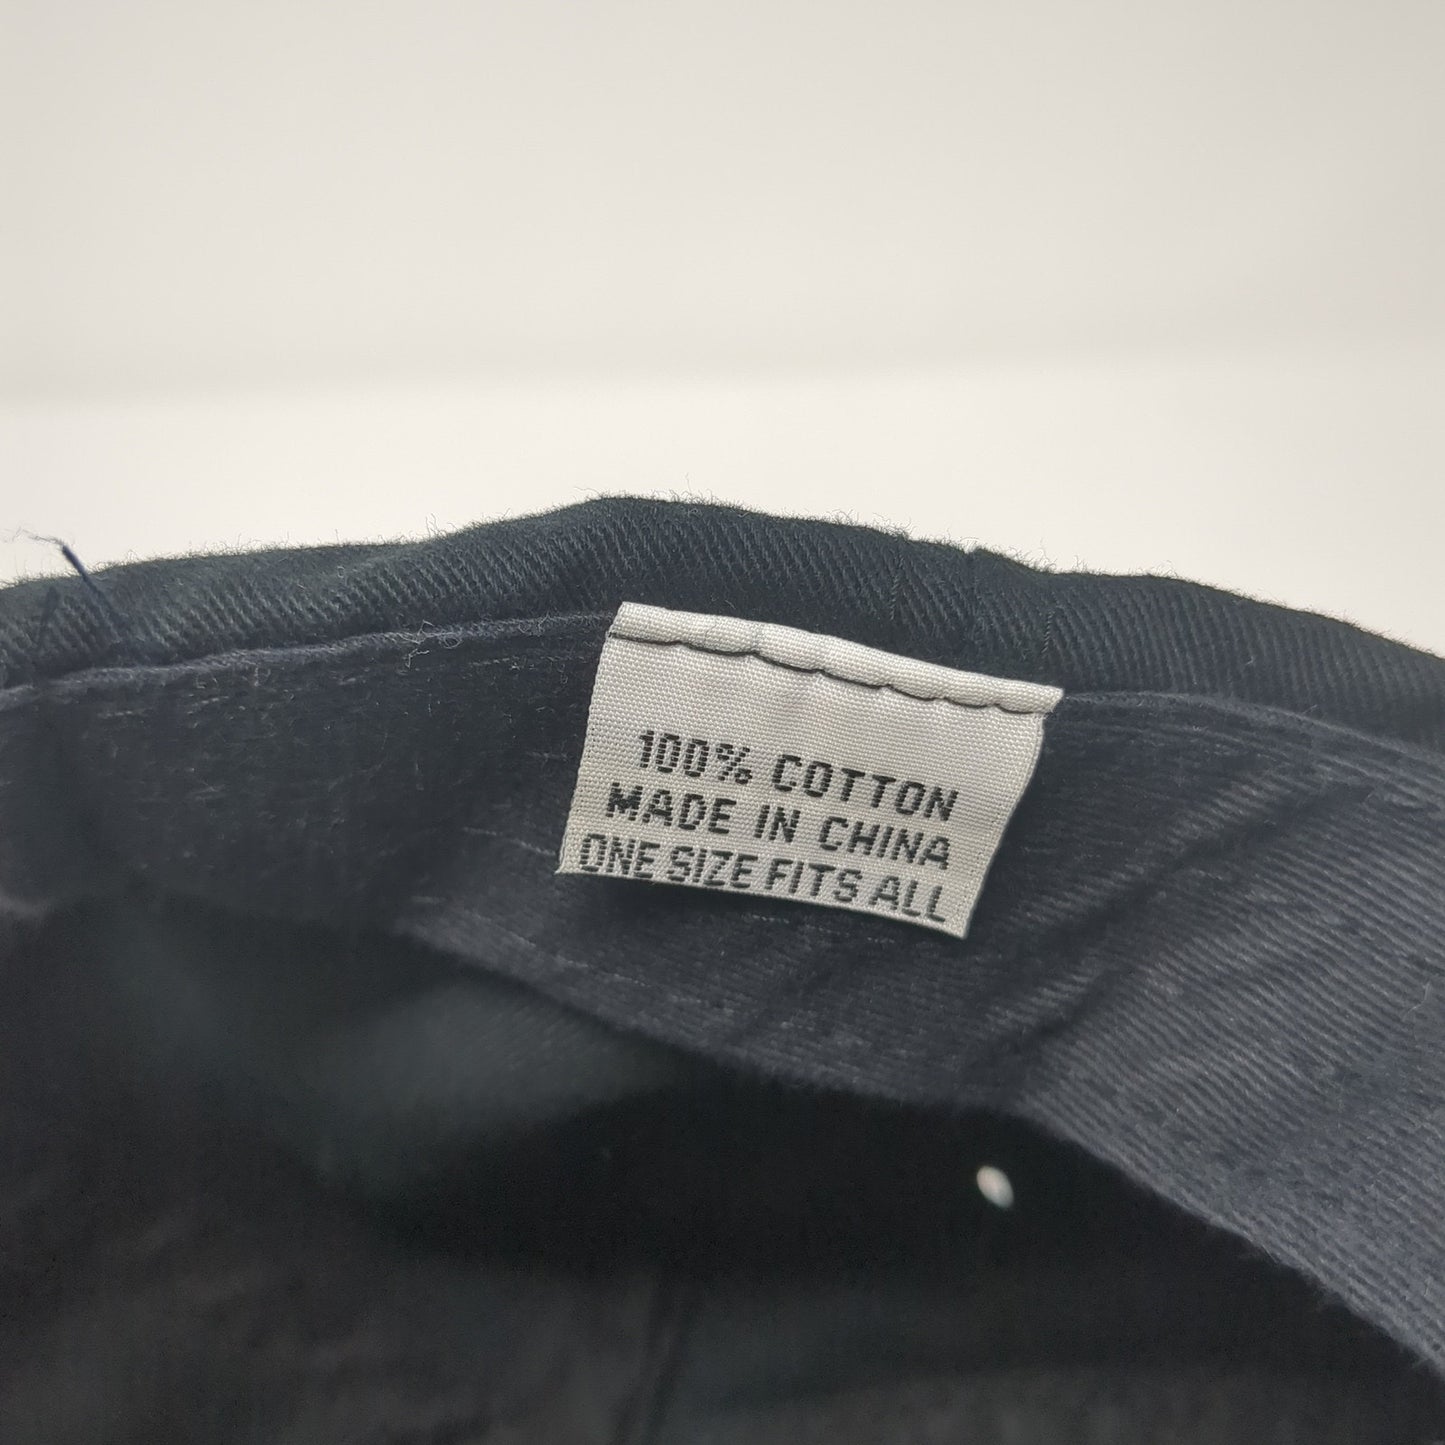 100% COTTON
MADE IN CHINA
ONE SIZE FITS ALL